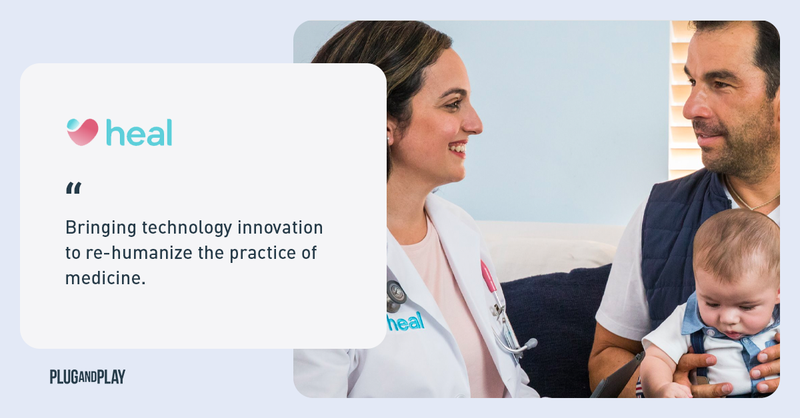 heal
“
Bringing technology innovation
to re-humanize the practice of
medicine.
heal
PLUGANDPLAY